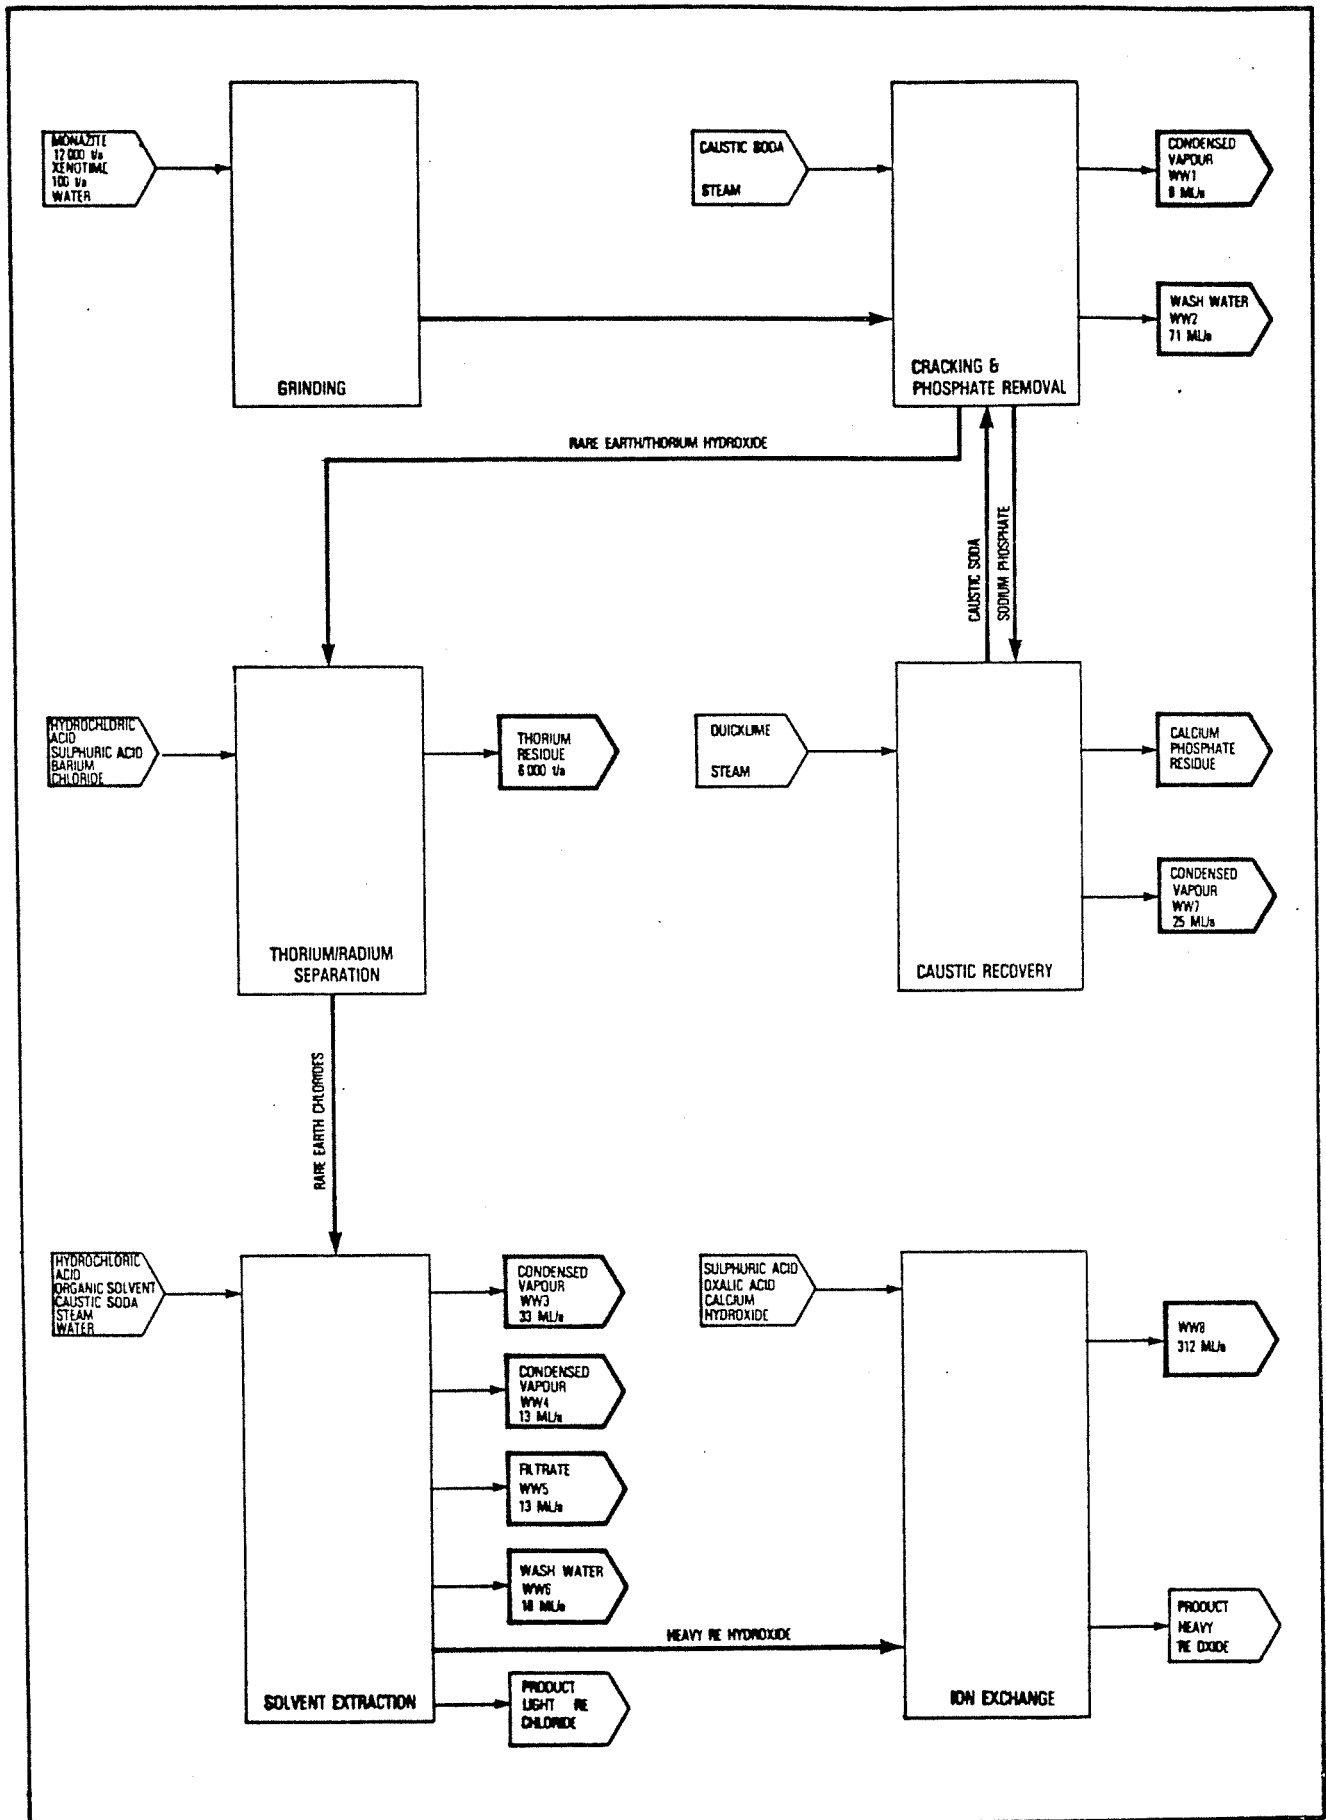 MONAZITE
12 000 t/a
XENOTIME
100 t/a
WATER
GRINDING
CAUSTIC SODA
STEAM
CONDENSED
VAPOUR
WW1
ML/a
WASH WATER
WW2
71 ML/a
CRACKING &
PHOSPHATE REMOVAL
RARE EARTH/THORIUM HYDROXIDE
CAUSTIC SODA
SODIUM PHOSPHATE
HYDROCHLORIC
ACID
SULPHURIC ACID
BARIUM
CHLORIDE
THORIUM
RESIDUE
6 000 t/a
THORIUM/RADIUM
SEPARATION
QUICKLIME
STEAM
CALCIUM
PHOSPHATE
RESIDUE
CONDENSED
VAPOUR
WW7
25 ML/a
CAUSTIC RECOVERY
RARE EARTH CHLORIDES
HYDROCHLORIC
ACID
ORGANIC SOLVENT
CAUSTIC SODA
STEAM
WATER
CONDENSED
VAPOUR
WW3
33 ML/a
CONDENSED
VAPOUR
WW4
13 ML/a
FILTRATE
WW5
13 ML/a
WASH WATER
WW6
ML/a
HEAVY RE HYDROXIDE
PRODUCT
LIGHT RE
CHLORIDE
SOLVENT EXTRACTION
SULPHURIC ACID
OXALIC ACID
CALCIUM
HYDROXIDE
WW8
312 ML/a
PRODUCT
HEAVY
RE OXIDE
ION EXCHANGE